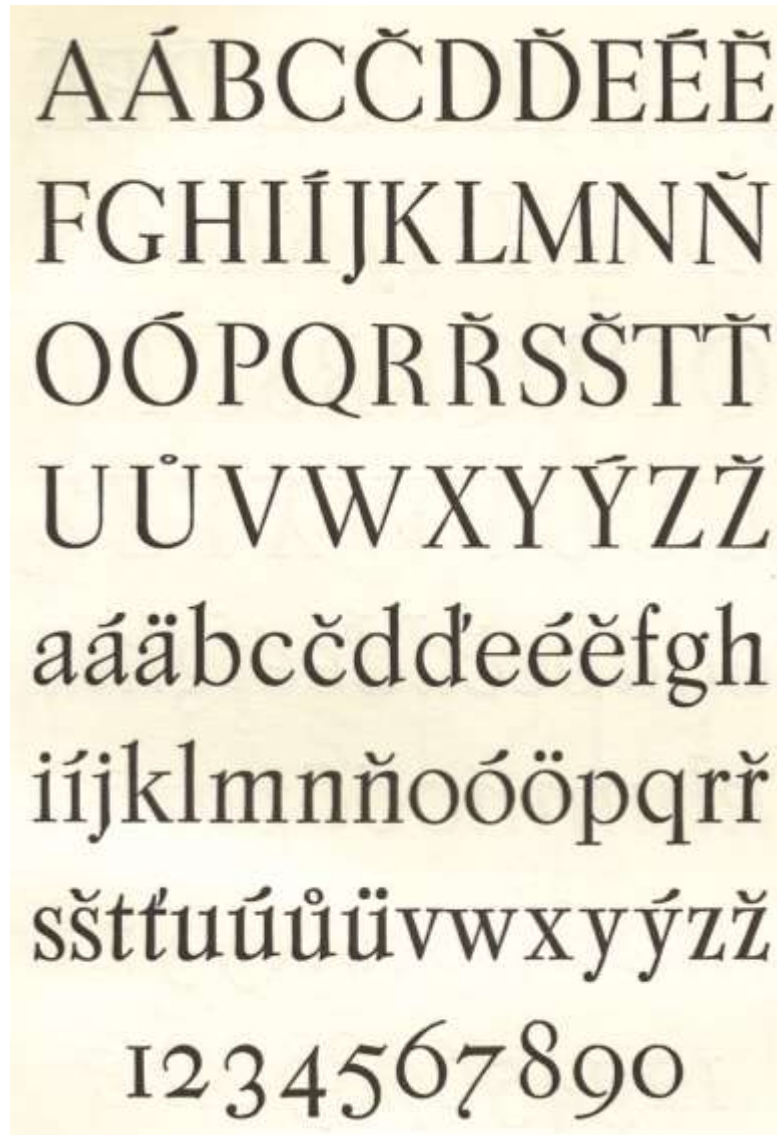 AÁBCČDĎEÉĚ
FGHIÍJKLMNŇ
OÓPQRŘSŠTŤ
UŮVWXYÝZŽ
aáäbcčdďeéěfgh
iíjklmnňoóöpqrř
sštťuúůüvwxyýzž
1234567890